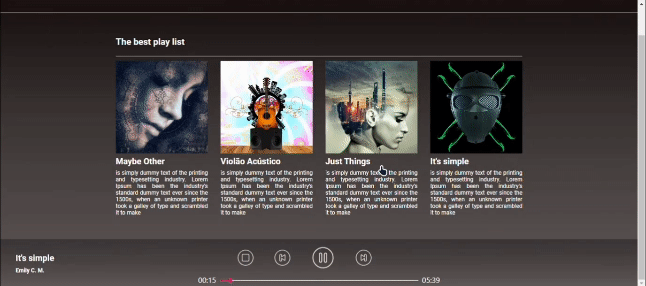 The best play list
Maybe Other
is simply dummy text of the printing
and typesetting industry. Lorem
Ipsum has been the industry's
standard dummy text ever since the
1500s, when an unknown printer
took a galley of type and scrambled
it to make
Violão Acústico
is simply dummy text of the printing
and typesetting industry. Lorem
Ipsum has been the industry's
standard dummy text ever since the
1500s, when an unknown printer
took a galley of type and scrambled
it to make
Just Things
is simply dummy text of the printing
and typesetting industry. Lorem
Ipsum has been the industry's
standard dummy text ever since the
1500s, when an unknown printer
took a galley of type and scrambled
it to make
It's simple
is simply dummy text of the printing
and typesetting industry. Lorem
Ipsum has been the industry's
standard dummy text ever since the
1500s, when an unknown printer
took a galley of type and scrambled
it to make
It's simple
Emily C. M.
00:15
05:39